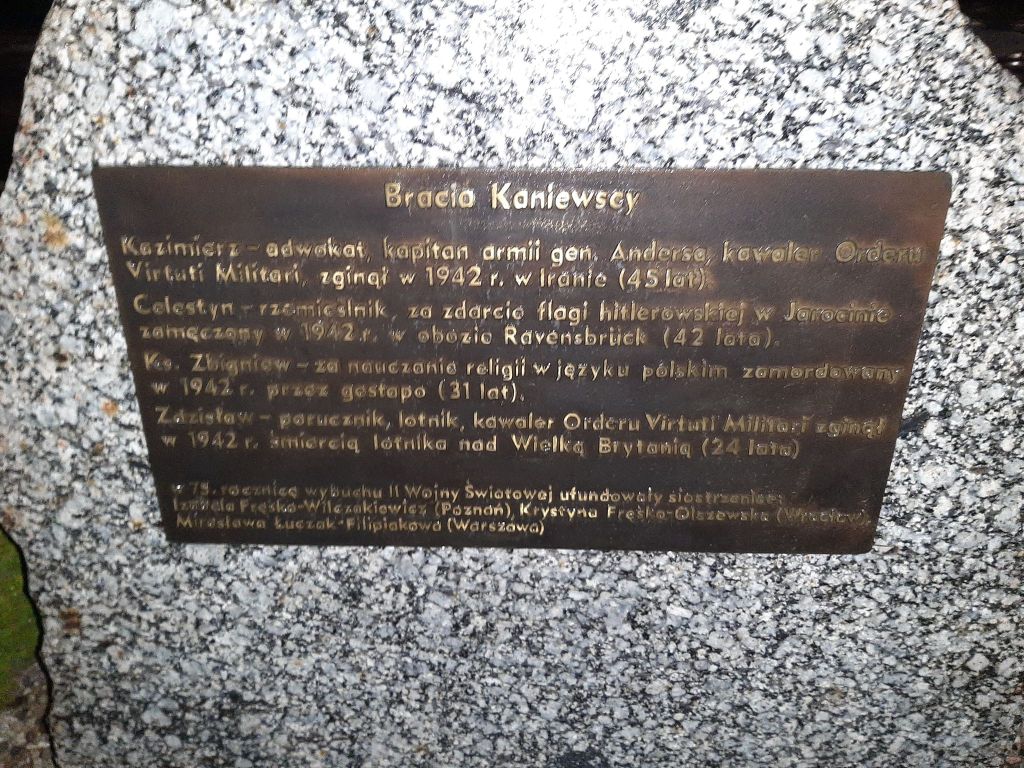 Bracia Kaniewscy
Kazimierz - adwokat, kapitan armii gen. Andersa, kawaler Orderu
Virtuti Militari, zginął w 1942 r. w Iranie (45 lat).
Celestyn - rzemieślnik, za zdarcie flagi hitlerowskiej w Jarocinie
zamęczony w 1942 r. w obozie Ravensbrück (42 lata).
Ks. Zbigniew - za nauczanie religii w języku polskim zamordowany
w 1942 r. przez gestapo (31 lat).
Zdzisław - porucznik, lotnik, kawaler Orderu Virtuti Militari zginął
w 1942 r. śmiercią lotnika nad Wielką Brytanią (24 lata)
w 75. rocznicę wybuchu II Wojny Światowej ufundowały siostrzenice:
Izabela Fręśko-Wilczakiewicz (Poznań), Krystyna Fręśko-Olszewska (Wrocław),
Mirosława Łuczak-Filipiakowa (Warszawa)